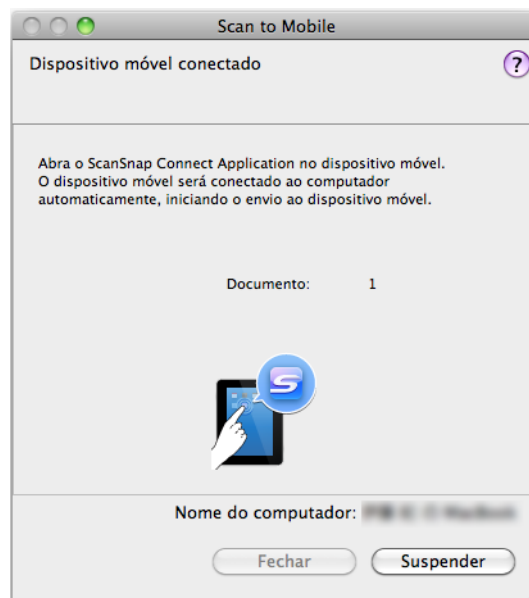 Scan to Mobile
Dispositivo móvel conectado
?
Abra o ScanSnap Connect Application no dispositivo móvel.
O dispositivo móvel será conectado ao computador
automaticamente, iniciando o envio ao dispositivo móvel.
Documento: 1
S
Nome do computador:
Fechar Suspender